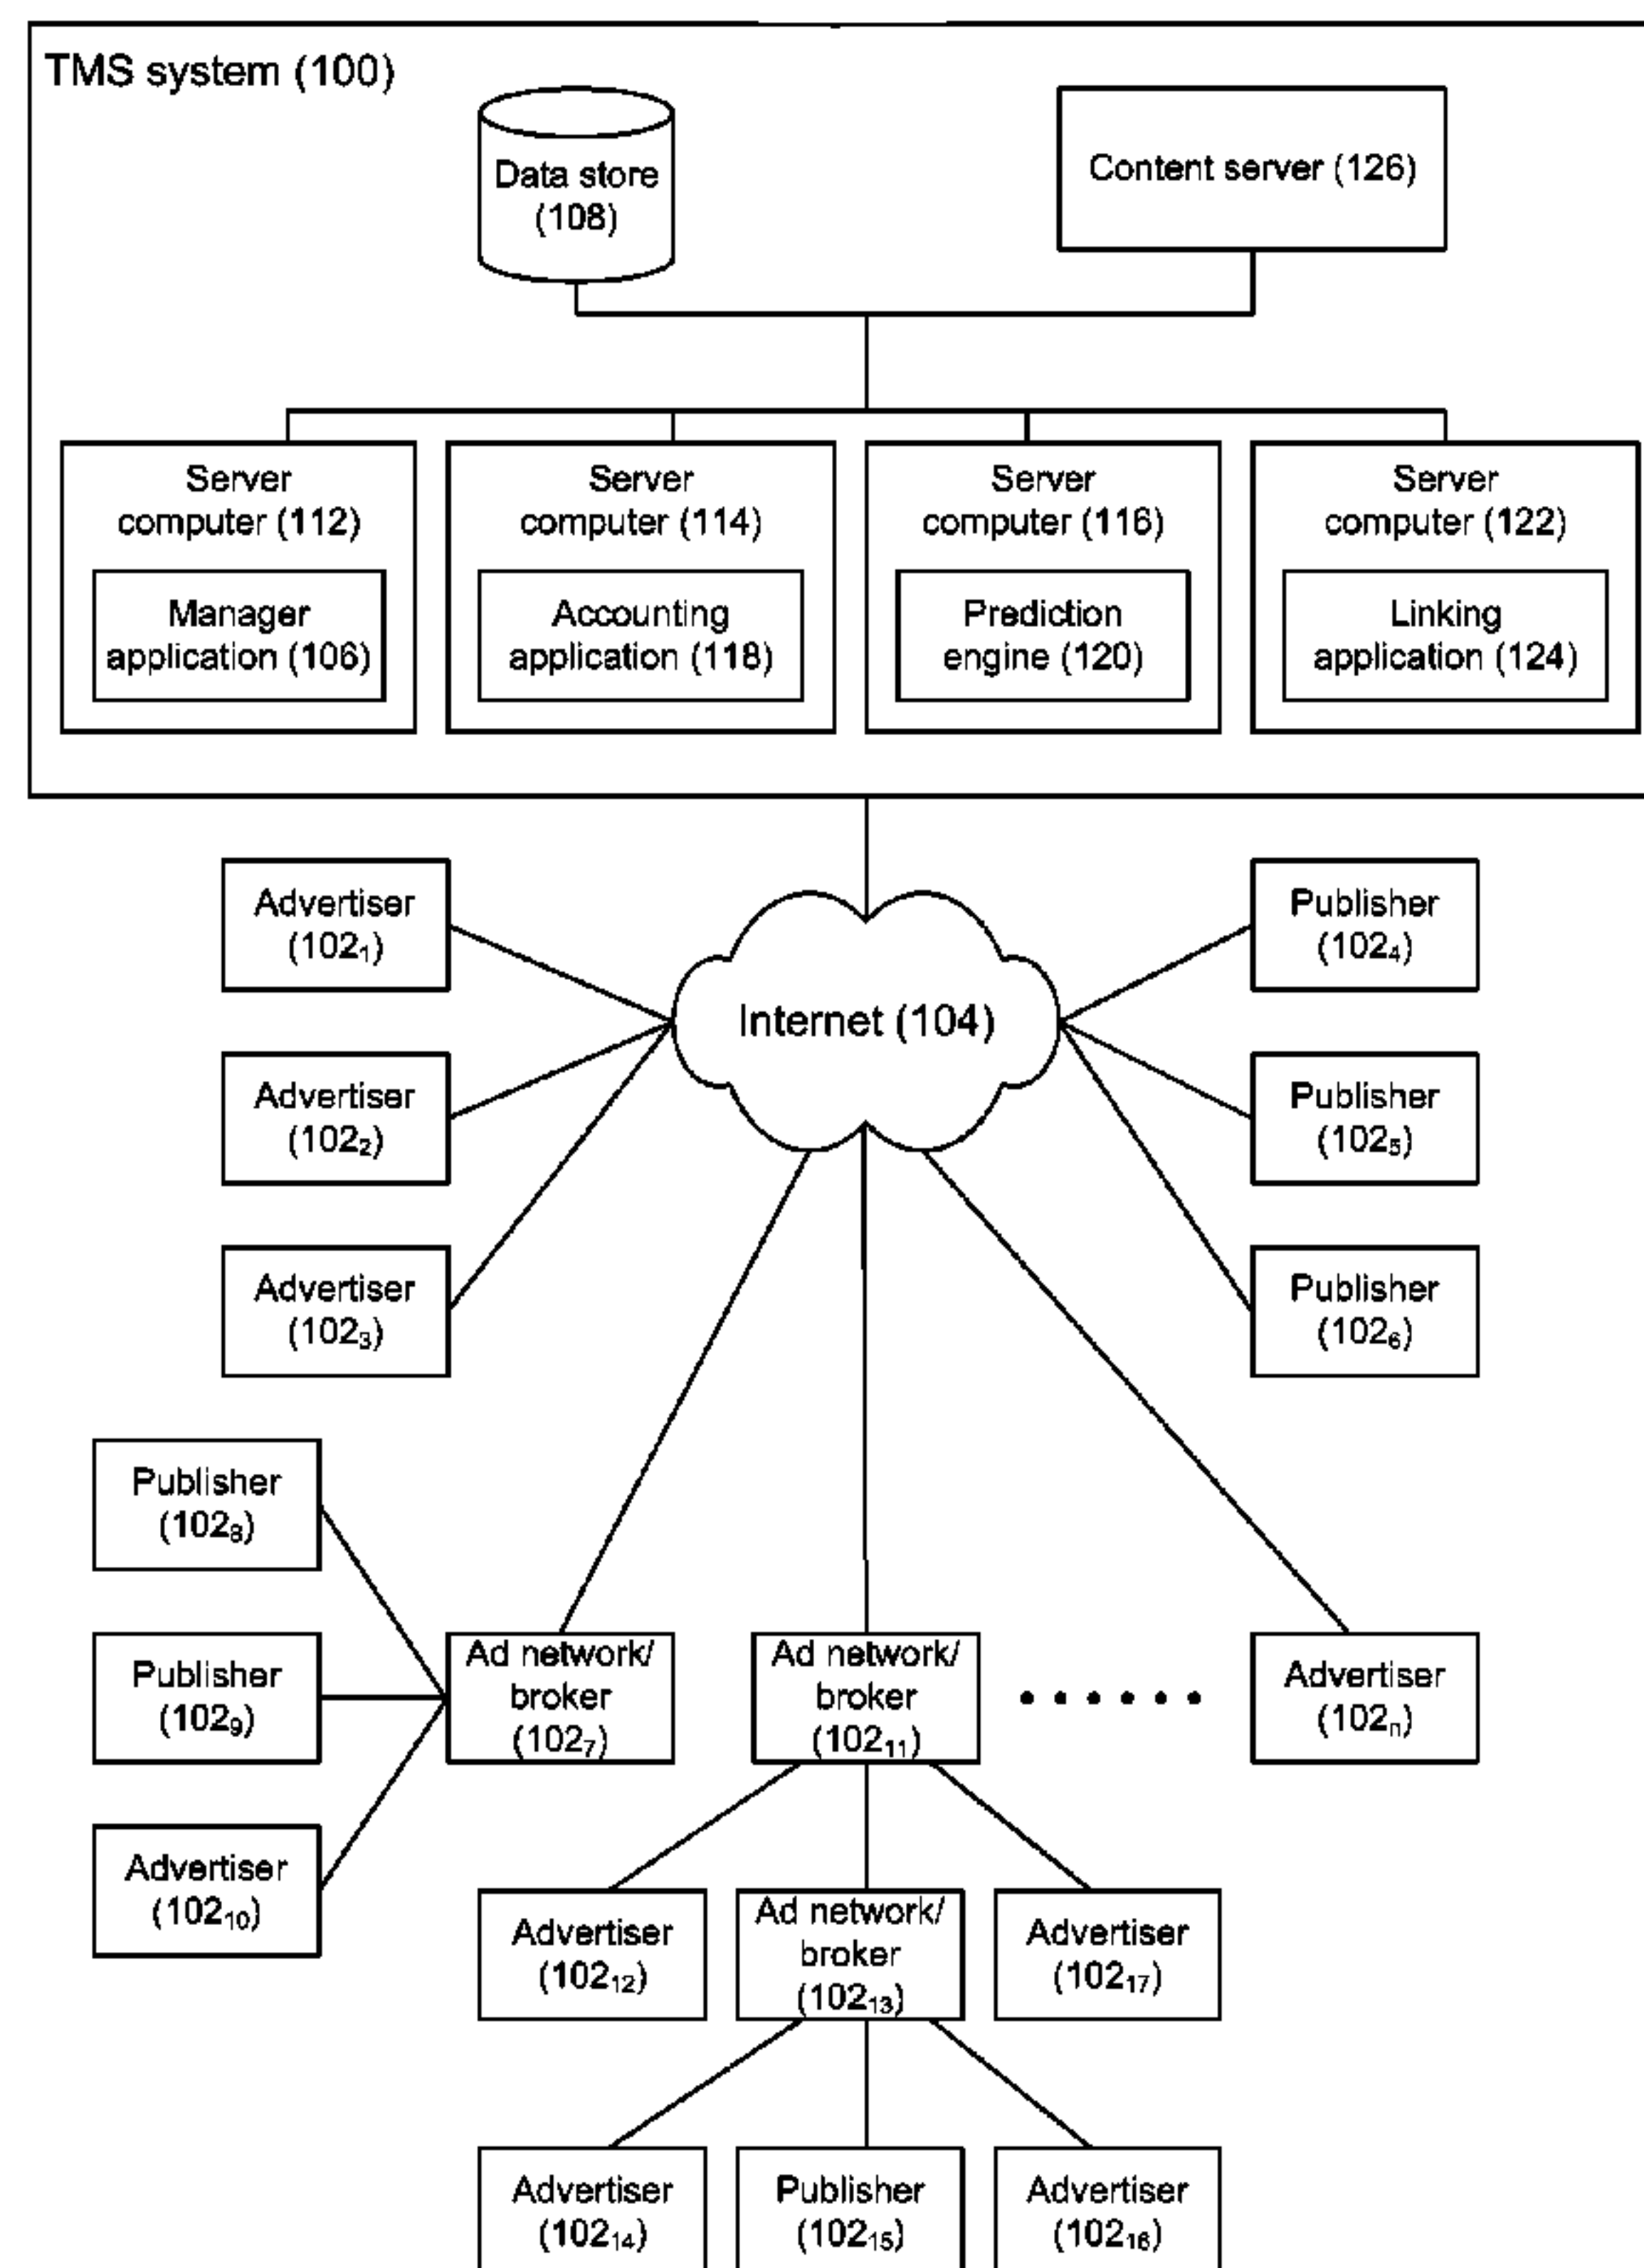 TMS system (100)
Data store
(108)
Content server (126)
Server
computer (112)
Manager
application (106)
Server
computer (114)
Accounting
application (118)
Server
computer (116)
Prediction
engine (120)
Server
computer (122)
Linking
application (124)
Advertiser
(102₁)
Publisher
(102₄)
Internet (104)
Advertiser
(102₂)
Publisher
(102₅)
Advertiser
(102₃)
Publisher
(102₆)
Publisher
(102₈)
Publisher
(102₉)
Ad network/
broker
(102₇)
Ad network/
broker
(102₁₁)
Advertiser
(102ₙ)
Advertiser
(102₁₀)
Advertiser
(102₁₂)
Ad network/
broker
(102₁₃)
Advertiser
(102₁₇)
Advertiser
(102₁₄)
Publisher
(102₁₅)
Advertiser
(102₁₆)